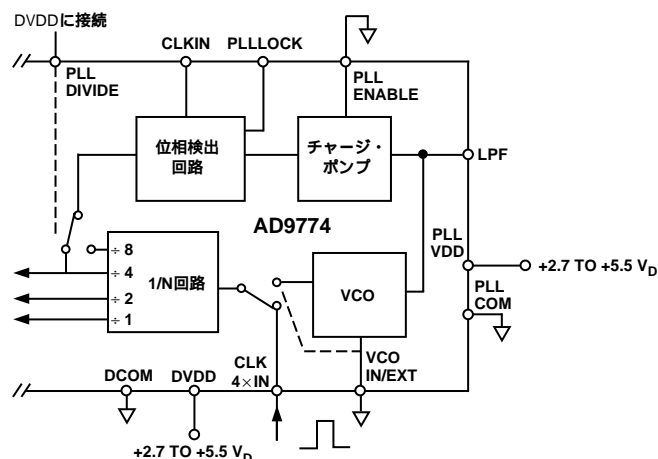 DVDDに接続
CLKIN
PLLLOCK
PLL
DIVIDE
PLL
ENABLE
位相検出
回路
チャージ・
ポンプ
LPF
AD9774
PLL
VDD
+2.7 TO +5.5 VD
PLL
COM
÷ 8
÷ 4
÷ 2
÷ 1
1/N回路
VCO
CLK
4×IN
VCO
IN/EXT
DCOM
DVDD
+2.7 TO +5.5 VD